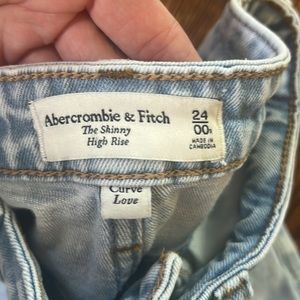 Abercrombie & Fitch
The Skinny
High Rise
24
00s
MADE IN
CAMBODIA
Curve
Love